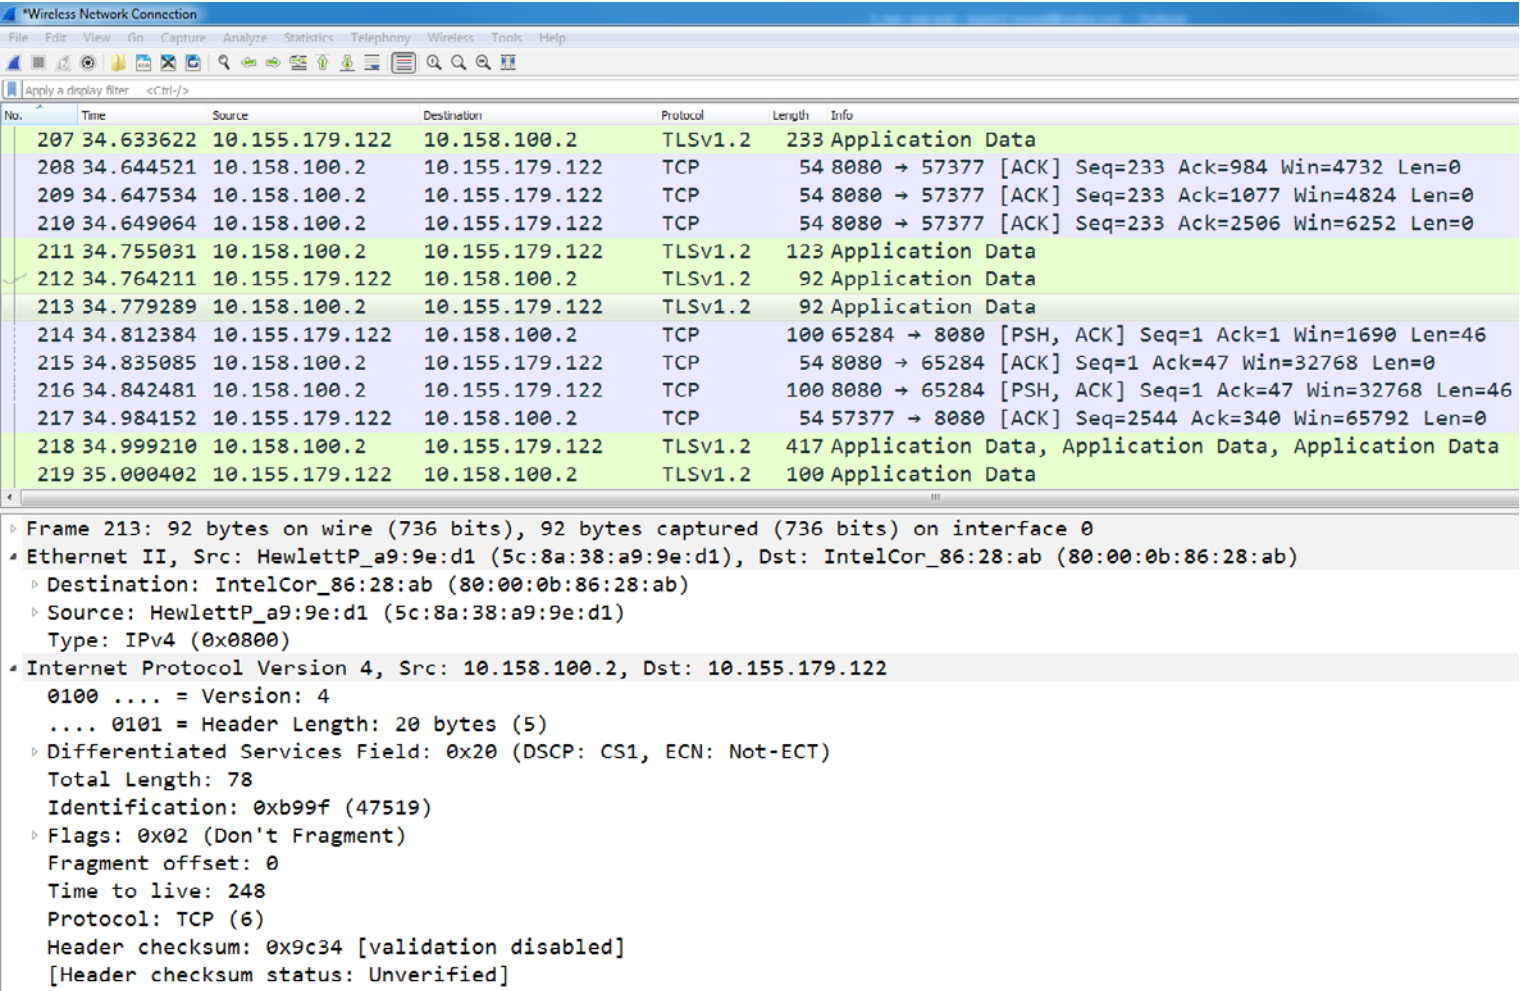 *Wireless Network Connection
File Edit View Go Capture Analyze Statistics Telephony Wireless Tools Help
Apply a display filter ... <Ctrl-/>
No. Time Source Destination Protocol Length Info
207 34.633622 10.155.179.122 10.158.100.2 TLSv1.2 233 Application Data
208 34.644521 10.158.100.2 10.155.179.122 TCP 54 8080 → 57377 [ACK] Seq=233 Ack=984 Win=4732 Len=0
209 34.647534 10.158.100.2 10.155.179.122 TCP 54 8080 → 57377 [ACK] Seq=233 Ack=1077 Win=4824 Len=0
210 34.649064 10.158.100.2 10.155.179.122 TCP 54 8080 → 57377 [ACK] Seq=233 Ack=2506 Win=6252 Len=0
211 34.755031 10.158.100.2 10.155.179.122 TLSv1.2 123 Application Data
212 34.764211 10.155.179.122 10.158.100.2 TLSv1.2 92 Application Data
213 34.779289 10.158.100.2 10.155.179.122 TLSv1.2 92 Application Data
214 34.812384 10.155.179.122 10.158.100.2 TCP 100 65284 → 8080 [PSH, ACK] Seq=1 Ack=1 Win=1690 Len=46
215 34.835085 10.158.100.2 10.155.179.122 TCP 54 8080 → 65284 [ACK] Seq=1 Ack=47 Win=32768 Len=0
216 34.842481 10.158.100.2 10.155.179.122 TCP 100 8080 → 65284 [PSH, ACK] Seq=1 Ack=47 Win=32768 Len=46
217 34.984152 10.155.179.122 10.158.100.2 TCP 54 57377 → 8080 [ACK] Seq=2544 Ack=340 Win=65792 Len=0
218 34.999210 10.158.100.2 10.155.179.122 TLSv1.2 417 Application Data, Application Data, Application Data
219 35.000402 10.155.179.122 10.158.100.2 TLSv1.2 100 Application Data
Frame 213: 92 bytes on wire (736 bits), 92 bytes captured (736 bits) on interface 0
Ethernet II, Src: HewlettP_a9:9e:d1 (5c:8a:38:a9:9e:d1), Dst: IntelCor_86:28:ab (80:00:0b:86:28:ab)
Destination: IntelCor_86:28:ab (80:00:0b:86:28:ab)
Source: HewlettP_a9:9e:d1 (5c:8a:38:a9:9e:d1)
Type: IPv4 (0x0800)
Internet Protocol Version 4, Src: 10.158.100.2, Dst: 10.155.179.122
0100 .... = Version: 4
.... 0101 = Header Length: 20 bytes (5)
Differentiated Services Field: 0x20 (DSCP: CS1, ECN: Not-ECT)
Total Length: 78
Identification: 0xb99f (47519)
Flags: 0x02 (Don't Fragment)
Fragment offset: 0
Time to live: 248
Protocol: TCP (6)
Header checksum: 0x9c34 [validation disabled]
[Header checksum status: Unverified]